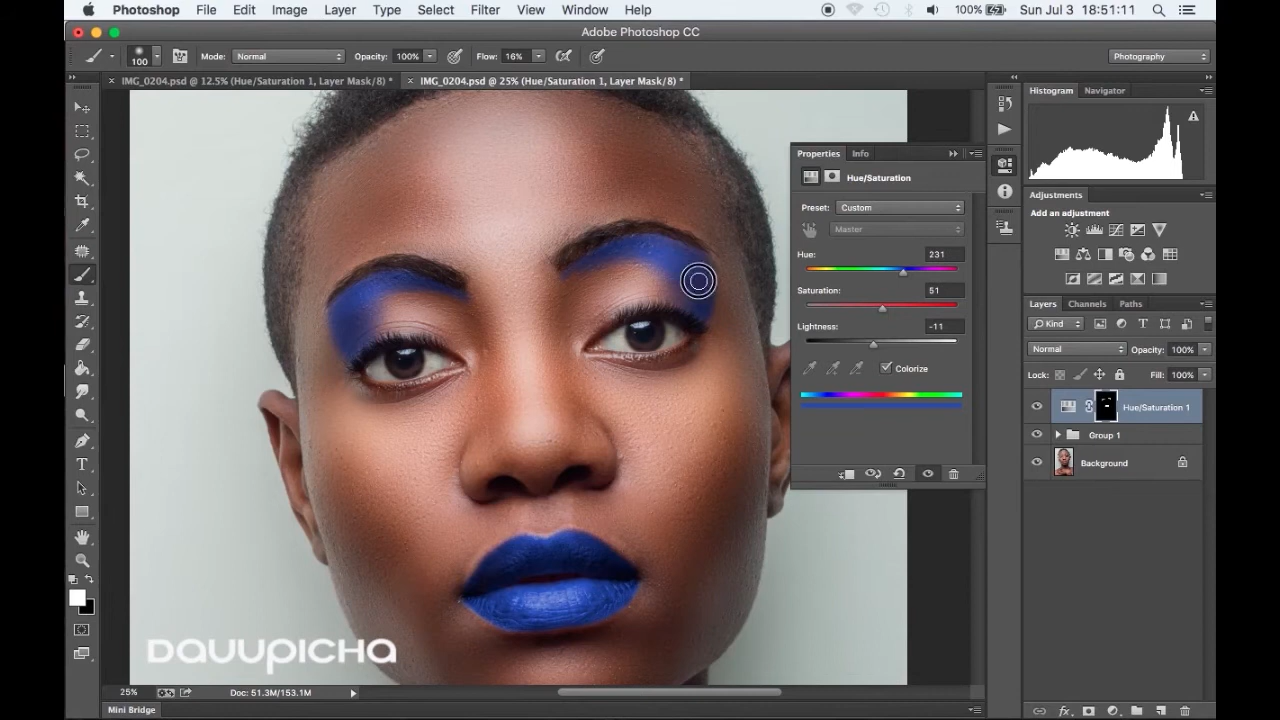 Photoshop File Edit Image Layer Type Select Filter View Window Help 100% Sun Jul 3 18:51:11
Adobe Photoshop CC
100 Mode: Normal Opacity: 100% Flow: 16% Photography
IMG_0204.psd @ 12.5% (Hue/Saturation 1, Layer Mask/8) * IMG_0204.psd @ 25% (Hue/Saturation 1, Layer Mask/8) *
Histogram Navigator
Properties Info
Hue/Saturation
Preset: Custom
Master
Hue: 231
Saturation: 51
Lightness: -11
Colorize
Adjustments
Add an adjustment
Layers Channels Paths
Kind
Normal Opacity: 100%
Lock: Fill: 100%
Hue/Saturation 1
Group 1
Background
DAUUPICHA
25% Doc: 51.3M/153.1M
Mini Bridge